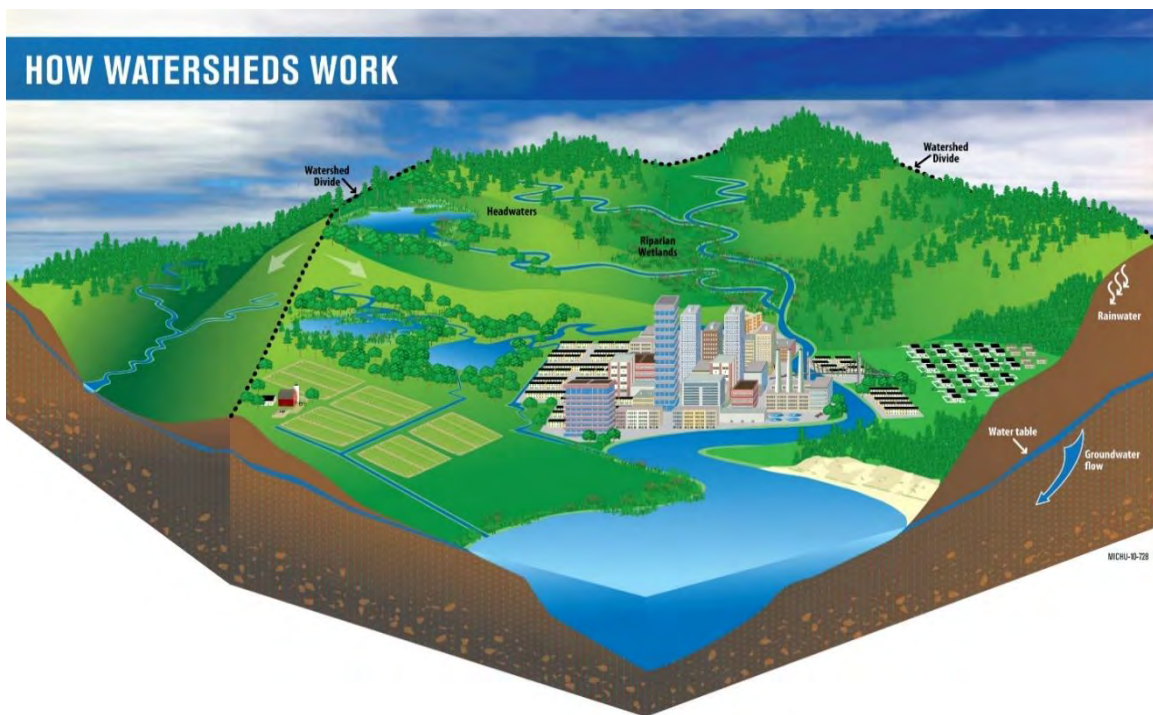 HOW WATERSHEDS WORK
Watershed
Divide
Watershed
Divide
Headwaters
Riparian
Wetlands
Rainwater
Water table
Groundwater
flow
MICHU-10-728